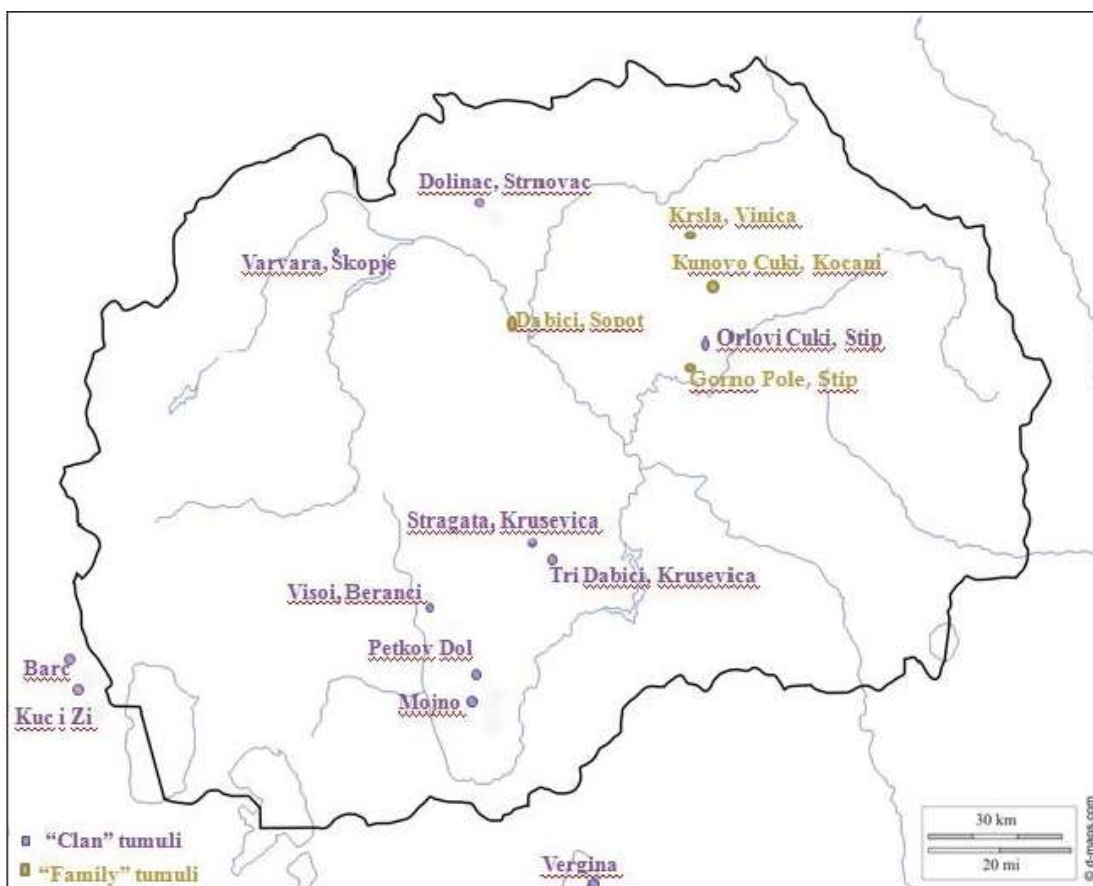 Dolinac, Strnovac
Krsla, Vinica
Varvara, Skopje
Kunovo Cuki, Kocani
Dabici, Sopot
Orlovi Cuki, Stip
Gorno Pole, Stip
Stragata, Krusevica
Tri Dabici, Krusevica
Visoi, Beranci
Petkov Dol
Barc
Mojno
Kuc i Zi
30 km
20 mi
"Clan" tumuli
"Family" tumuli
Vergina
© d-maps.com